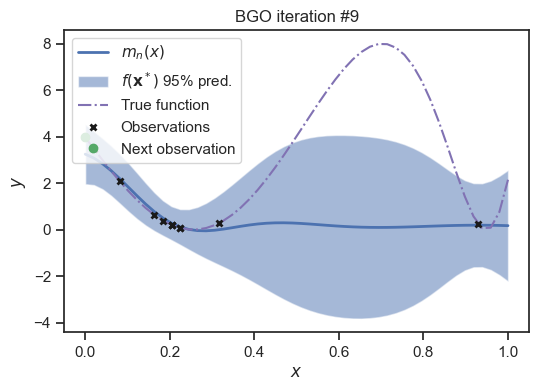 BGO iteration #9
m_n(x)
f(x*) 95% pred.
True function
Observations
Next observation
y
8
6
4
2
0
−2
−4
0.0 0.2 0.4 0.6 0.8 1.0
x